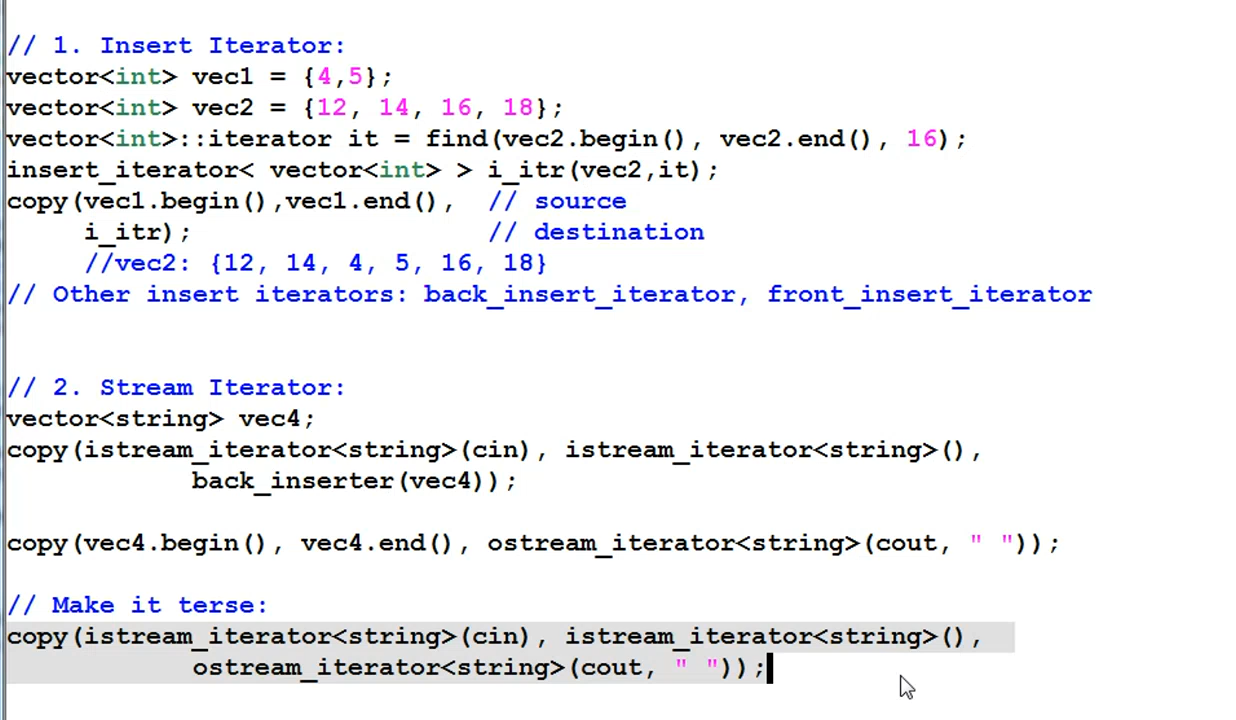 // 1. Insert Iterator:
vector<int> vec1 = {4,5};
vector<int> vec2 = {12, 14, 16, 18};
vector<int>::iterator it = find(vec2.begin(), vec2.end(), 16);
insert_iterator< vector<int> > i_itr(vec2,it);
copy(vec1.begin(),vec1.end(),  // source
     i_itr);                   // destination
     //vec2: {12, 14, 4, 5, 16, 18}
// Other insert iterators: back_insert_iterator, front_insert_iterator
// 2. Stream Iterator:
vector<string> vec4;
copy(istream_iterator<string>(cin), istream_iterator<string>(),
            back_inserter(vec4));
copy(vec4.begin(), vec4.end(), ostream_iterator<string>(cout, " "));
// Make it terse:
copy(istream_iterator<string>(cin), istream_iterator<string>(),
            ostream_iterator<string>(cout, " "));